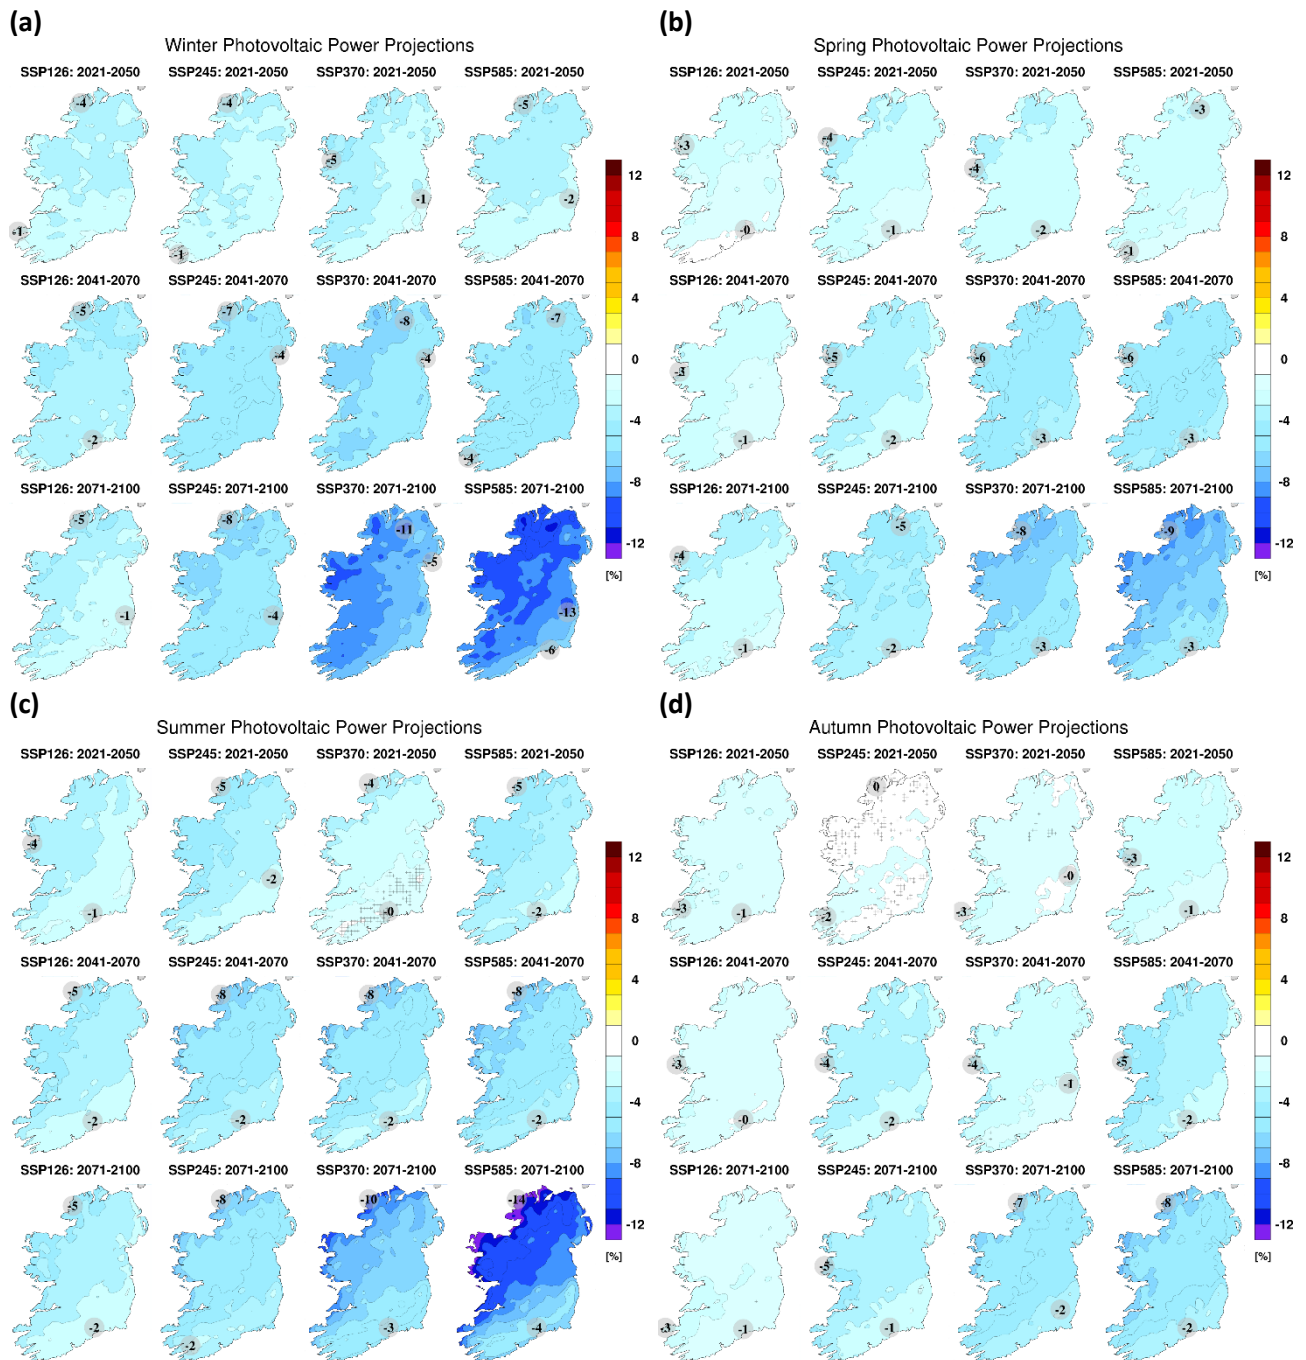 (a)
Winter Photovoltaic Power Projections
SSP126: 2021-2050 SSP245: 2021-2050 SSP370: 2021-2050 SSP585: 2021-2050
-4 -4 -5 -5
-1 -1 -1 -2
SSP126: 2041-2070 SSP245: 2041-2070 SSP370: 2041-2070 SSP585: 2041-2070
-5 -7 -8 -7
-2 -4 -4 -4
SSP126: 2071-2100 SSP245: 2071-2100 SSP370: 2071-2100 SSP585: 2071-2100
-5 -8 -11 -13
-1 -4 -5 -6
12
8
4
0
-4
-8
-12
[%]
(b)
Spring Photovoltaic Power Projections
SSP126: 2021-2050 SSP245: 2021-2050 SSP370: 2021-2050 SSP585: 2021-2050
-3 -4 -4 -3
-0 -1 -2 -1
SSP126: 2041-2070 SSP245: 2041-2070 SSP370: 2041-2070 SSP585: 2041-2070
-3 -5 -6 -6
-1 -2 -3 -3
SSP126: 2071-2100 SSP245: 2071-2100 SSP370: 2071-2100 SSP585: 2071-2100
-4 -5 -8 -9
-1 -2 -3 -3
12
8
4
0
-4
-8
-12
[%]
(c)
Summer Photovoltaic Power Projections
SSP126: 2021-2050 SSP245: 2021-2050 SSP370: 2021-2050 SSP585: 2021-2050
-4 -5 -4 -5
-1 -2 -0 -2
SSP126: 2041-2070 SSP245: 2041-2070 SSP370: 2041-2070 SSP585: 2041-2070
-5 -8 -8 -8
-2 -2 -2 -2
SSP126: 2071-2100 SSP245: 2071-2100 SSP370: 2071-2100 SSP585: 2071-2100
-5 -8 -10 -14
-2 -2 -3 -4
12
8
4
0
-4
-8
-12
[%]
(d)
Autumn Photovoltaic Power Projections
SSP126: 2021-2050 SSP245: 2021-2050 SSP370: 2021-2050 SSP585: 2021-2050
-3 0 -0 -3
-1 -2 -3 -1
SSP126: 2041-2070 SSP245: 2041-2070 SSP370: 2041-2070 SSP585: 2041-2070
-3 -4 -4 -5
-0 -2 -1 -2
SSP126: 2071-2100 SSP245: 2071-2100 SSP370: 2071-2100 SSP585: 2071-2100
-3 -5 -7 -8
-1 -1 -2 -2
12
8
4
0
-4
-8
-12
[%]